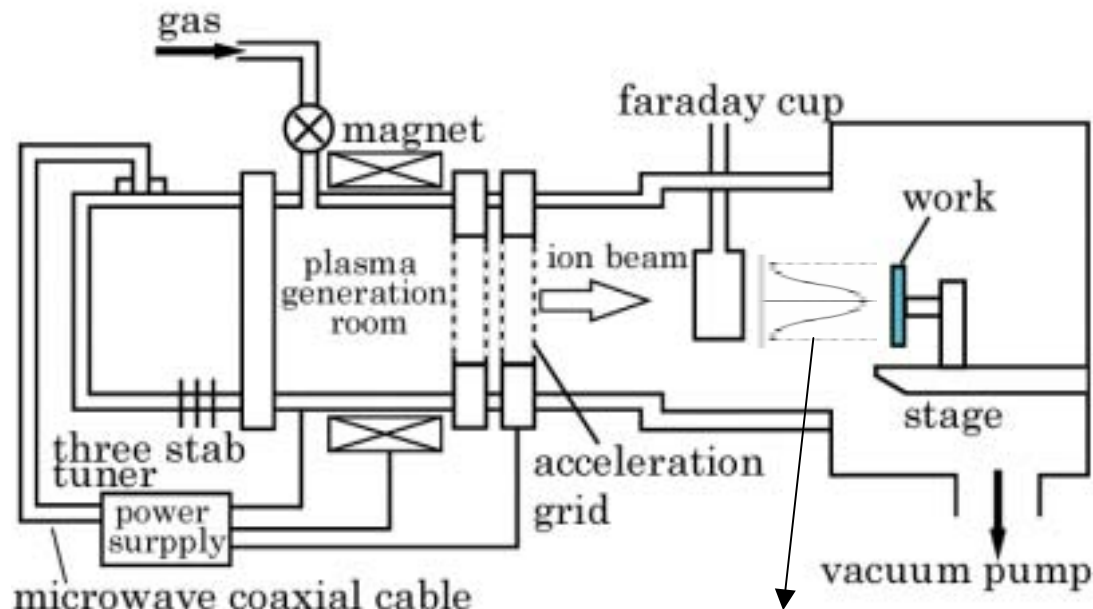 gas
faraday cup
magnet
work
ion beam
plasma
generation
room
three stab
tuner
acceleration
grid
stage
power
surpply
vacuum pump
microwave coaxial cable